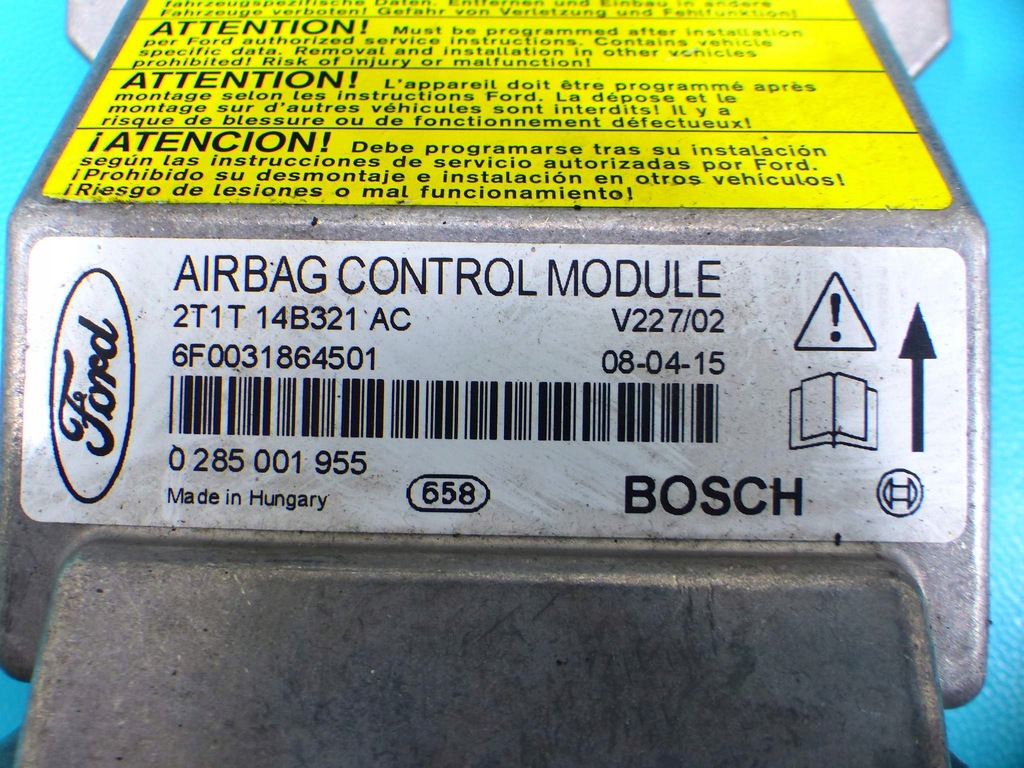 fahrzeugspezifische Daten. Entfernen und Einbau in andere
Fahrzeuge verboten! Gefahr von Verletzung und Fehlfunktion!
ATTENTION! Must be programmed after installation
per Ford authorized service instructions. Contains vehicle
specific data. Removal and installation in other vehicles
prohibited! Risk of injury or malfunction!
ATTENTION! L'appareil doit être programmé après
montage selon les instructions Ford. La dépose et le
montage sur d'autres véhicules sont interdits! Il y a
risque de blessure ou de fonctionnement défectueux!
¡ATENCION! Debe programarse tras su instalación
según las instrucciones de servicio autorizadas por Ford.
¡Prohibido su desmontaje e instalación en otros vehículos!
¡Riesgo de lesiones o mal funcionamiento!
Ford
AIRBAG CONTROL MODULE
2T1T 14B321 AC V227/02
6F0031864501 08-04-15
0 285 001 955
Made in Hungary 658 BOSCH